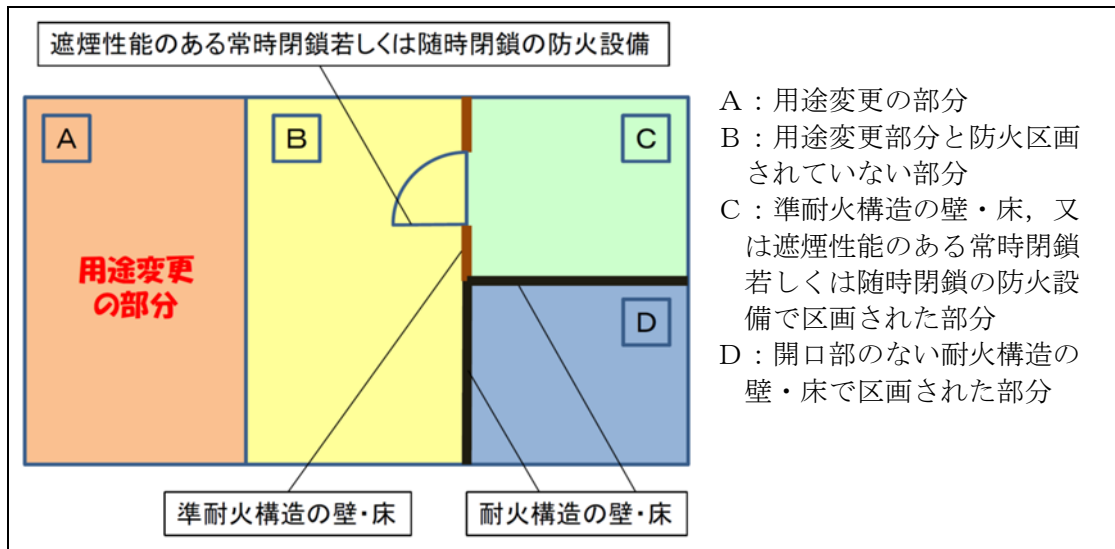 遮煙性能のある常時閉鎖若しくは随時閉鎖の防火設備
A
B
C
用途変更
の部分
D
準耐火構造の壁・床
耐火構造の壁・床
Ａ：用途変更の部分
Ｂ：用途変更部分と防火区画
されていない部分
Ｃ：準耐火構造の壁・床，又
は遮煙性能のある常時閉鎖
若しくは随時閉鎖の防火設
備で区画された部分
Ｄ：開口部のない耐火構造の
壁・床で区画された部分